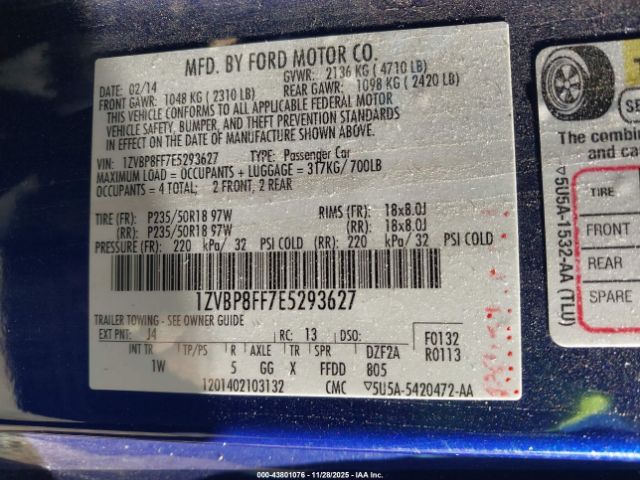 MFD. BY FORD MOTOR CO.
DATE: 02/14 GVWR: 2136 KG ( 4710 LB)
FRONT GAWR: 1048 KG ( 2310 LB) REAR GAWR: 1098 KG ( 2420 LB)
THIS VEHICLE CONFORMS TO ALL APPLICABLE FEDERAL MOTOR
VEHICLE SAFETY, BUMPER, AND THEFT PREVENTION STANDARDS
IN EFFECT ON THE DATE OF MANUFACTURE SHOWN ABOVE.
VIN: 1ZVBP8FF7E5293627 TYPE: Passenger Car
MAXIMUM LOAD = OCCUPANTS + LUGGAGE = 317KG/ 700LB
OCCUPANTS = 4 TOTAL; 2 FRONT, 2 REAR
TIRE (FR): P235/50R18 97W RIMS (FR): 18x8.0J
(RR): P235/50R18 97W (RR): 18x8.0J
PRESSURE (FR): 220 kPa/ 32 PSI COLD (RR): 220 kPa/ 32 PSI COLD
1ZVBP8FF7E5293627
TRAILER TOWING - SEE OWNER GUIDE
EXT PNT: J4 RC: 13 DSO: F0132
R0113
INT TR TP/PS R AXLE TR SPR DZF2A
1W 5 GG X FFDD 805
1201402103132 CMC ▽5U5A-5420472-AA
The combine
and ca
▽5U5A-1532-AA (TLU)
TIRE
FRONT
REAR
SPARE
000-43801076 - 11/28/2025 - IAA, Inc.